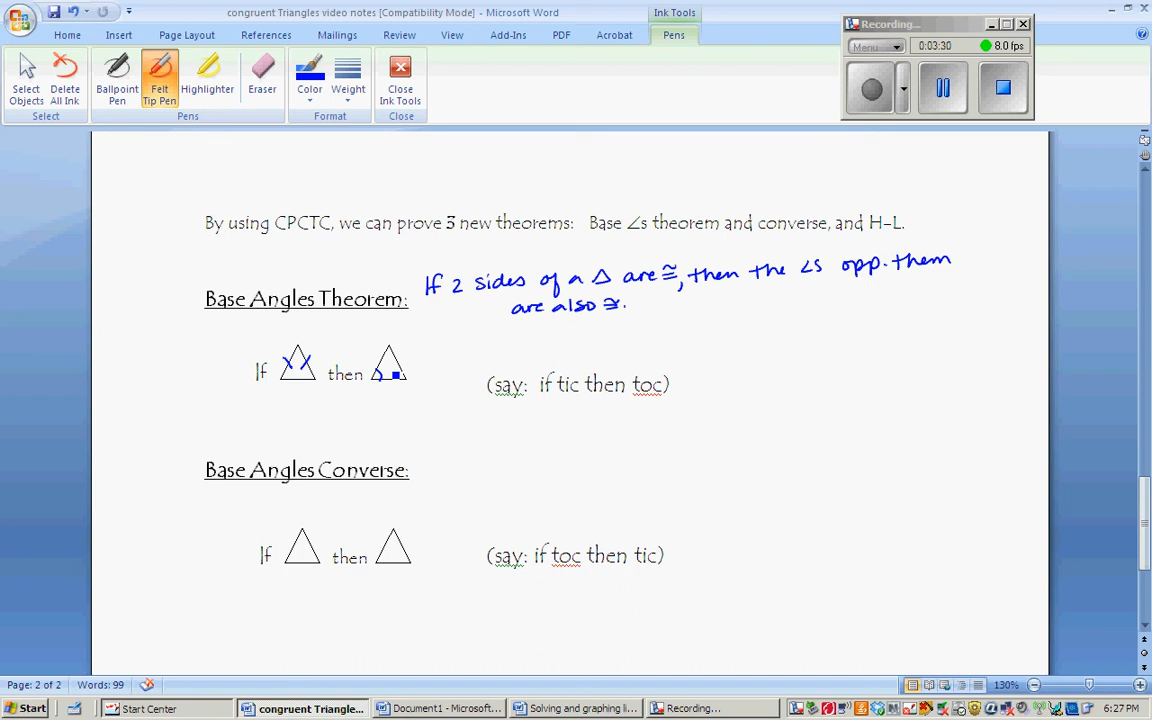 congruent Triangles video notes [Compatibility Mode] - Microsoft Word
Ink Tools
Home Insert Page Layout References Mailings Review View Add-Ins PDF Acrobat Pens
Recording...
Menu 0:03:30 8.0 fps
Select Objects Delete All Ink Ballpoint Pen Felt Tip Pen Highlighter Eraser Color Weight Close Ink Tools
Select Pens Format Close
By using CPCTC, we can prove 3 new theorems: Base ∠s theorem and converse, and H-L.
If 2 sides of a △ are ≅, then the ∠s opp. them
are also ≅.
Base Angles Theorem:
If then (say: if tic then toc)
Base Angles Converse:
If then (say: if toc then tic)
Page: 2 of 2 Words: 99 130%
Start Start Center congruent Triangle... Document1 - Microsoft... Solving and graphing li... Recording... 6:27 PM